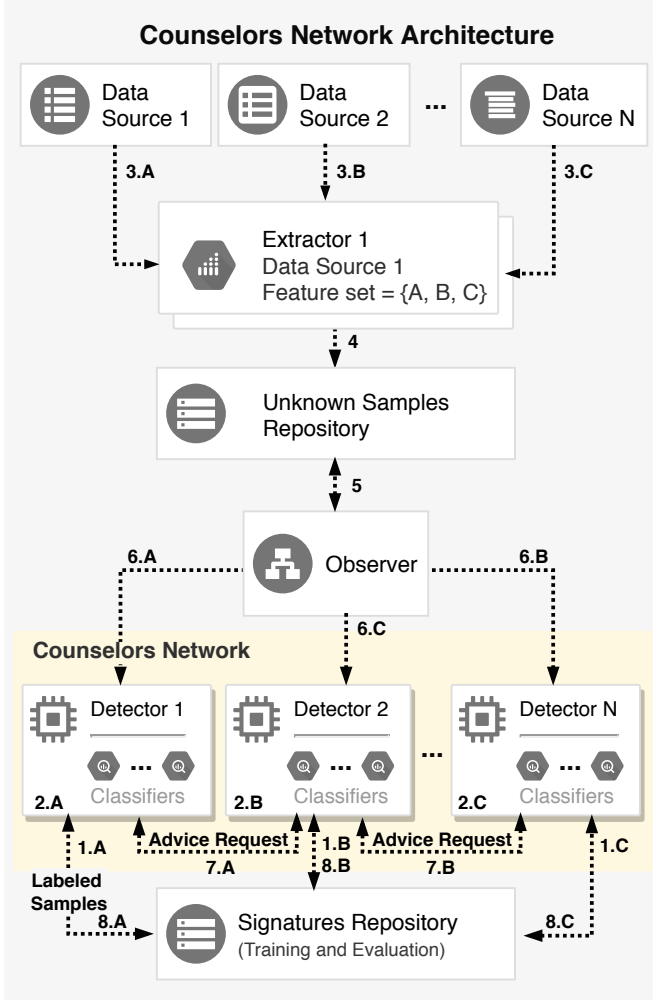 Counselors Network Architecture
Data
Source 1
Data
Source 2
...
Data
Source N
3.A
3.B
3.C
Extractor 1
Data Source 1
Feature set = {A, B, C}
4
Unknown Samples
Repository
5
6.A
Observer
6.B
6.C
Counselors Network
Detector 1
...
Classifiers
2.A
Detector 2
...
Classifiers
2.B
...
Detector N
...
Classifiers
2.C
1.A
Advice Request
7.A
1.B
8.B
Advice Request
7.B
1.C
Labeled
Samples
8.A
Signatures Repository
(Training and Evaluation)
8.C